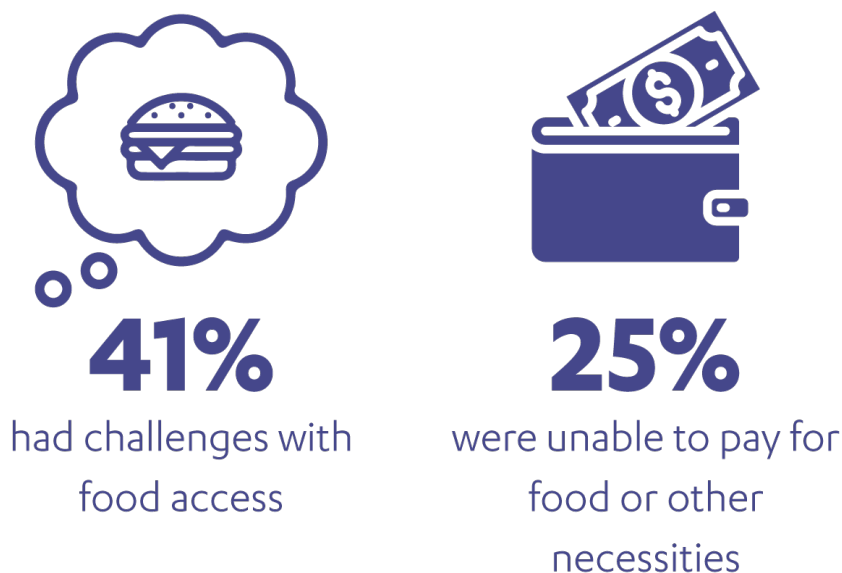 $
41%
had challenges with
food access
25%
were unable to pay for
food or other
necessities